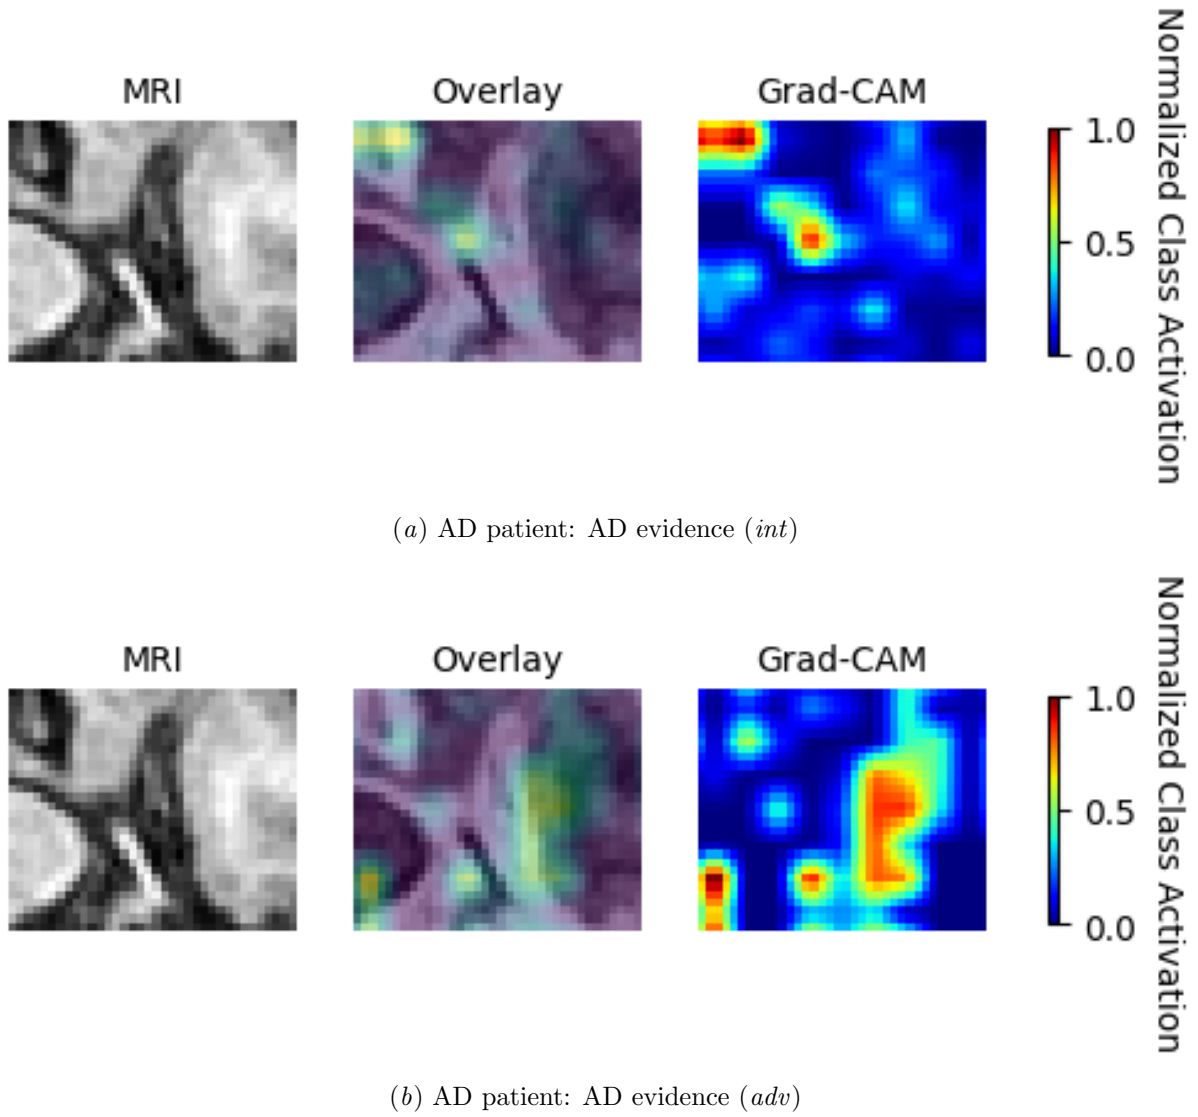 MRI Overlay Grad-CAM
1.0
0.5
0.0
Normalized Class Activation
(a) AD patient: AD evidence (int)
MRI Overlay Grad-CAM
1.0
0.5
0.0
Normalized Class Activation
(b) AD patient: AD evidence (adv)